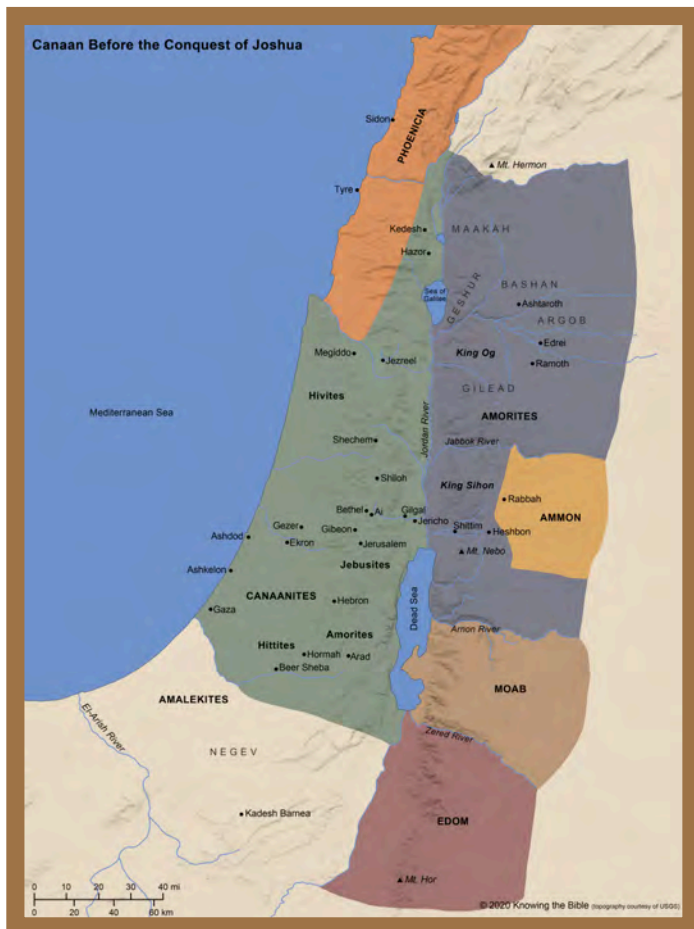 Canaan Before the Conquest of Joshua
Sidon
PHOENICIA
Mt. Hermon
Tyre
Kedesh
MAAKAH
Hazor
BASHAN
Sea of
Galilee
GESHUR
Ashtaroth
ARGOB
Edrei
Megiddo
King Og
Jezreel
Ramoth
GILEAD
Hivites
Mediterranean Sea
AMORITES
Jordan River
Shechem
Jabbok River
Shiloh
King Sihon
Rabbah
Bethel
Ai
Gilgal
AMMON
Jericho
Gezer
Gibeon
Shittim
Heshbon
Ashdod
Ekron
Jerusalem
Mt. Nebo
Jebusites
Ashkelon
CANAANITES
Hebron
Dead Sea
Gaza
Arnon River
Amorites
Hittites
Hormah
Arad
Beer Sheba
MOAB
AMALEKITES
El-Arish River
Zered River
NEGEV
Kadesh Barnea
EDOM
Mt. Hor
0 10 20 30 40 mi
0 20 40 60 km
© 2020 Knowing the Bible (topography courtesy of USGS)